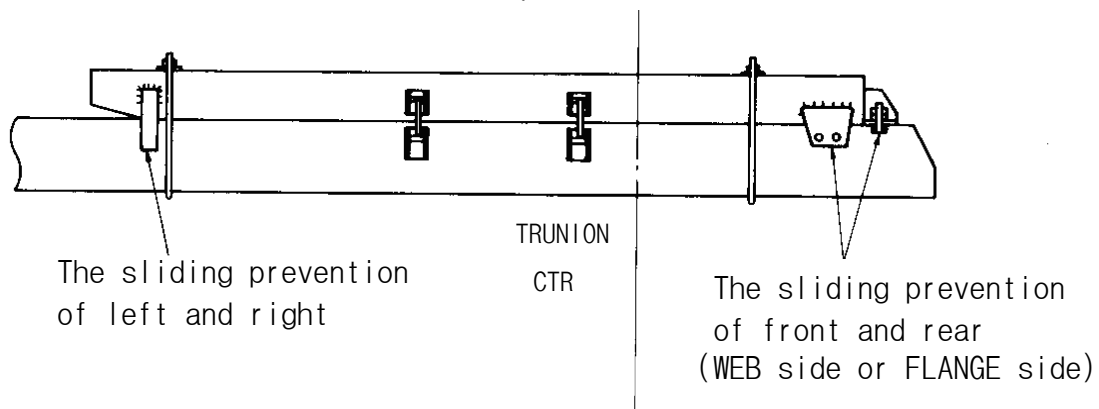 TRUNION
CTR
The sliding prevention
of left and right
The sliding prevention
of front and rear
(WEB side or FLANGE side)